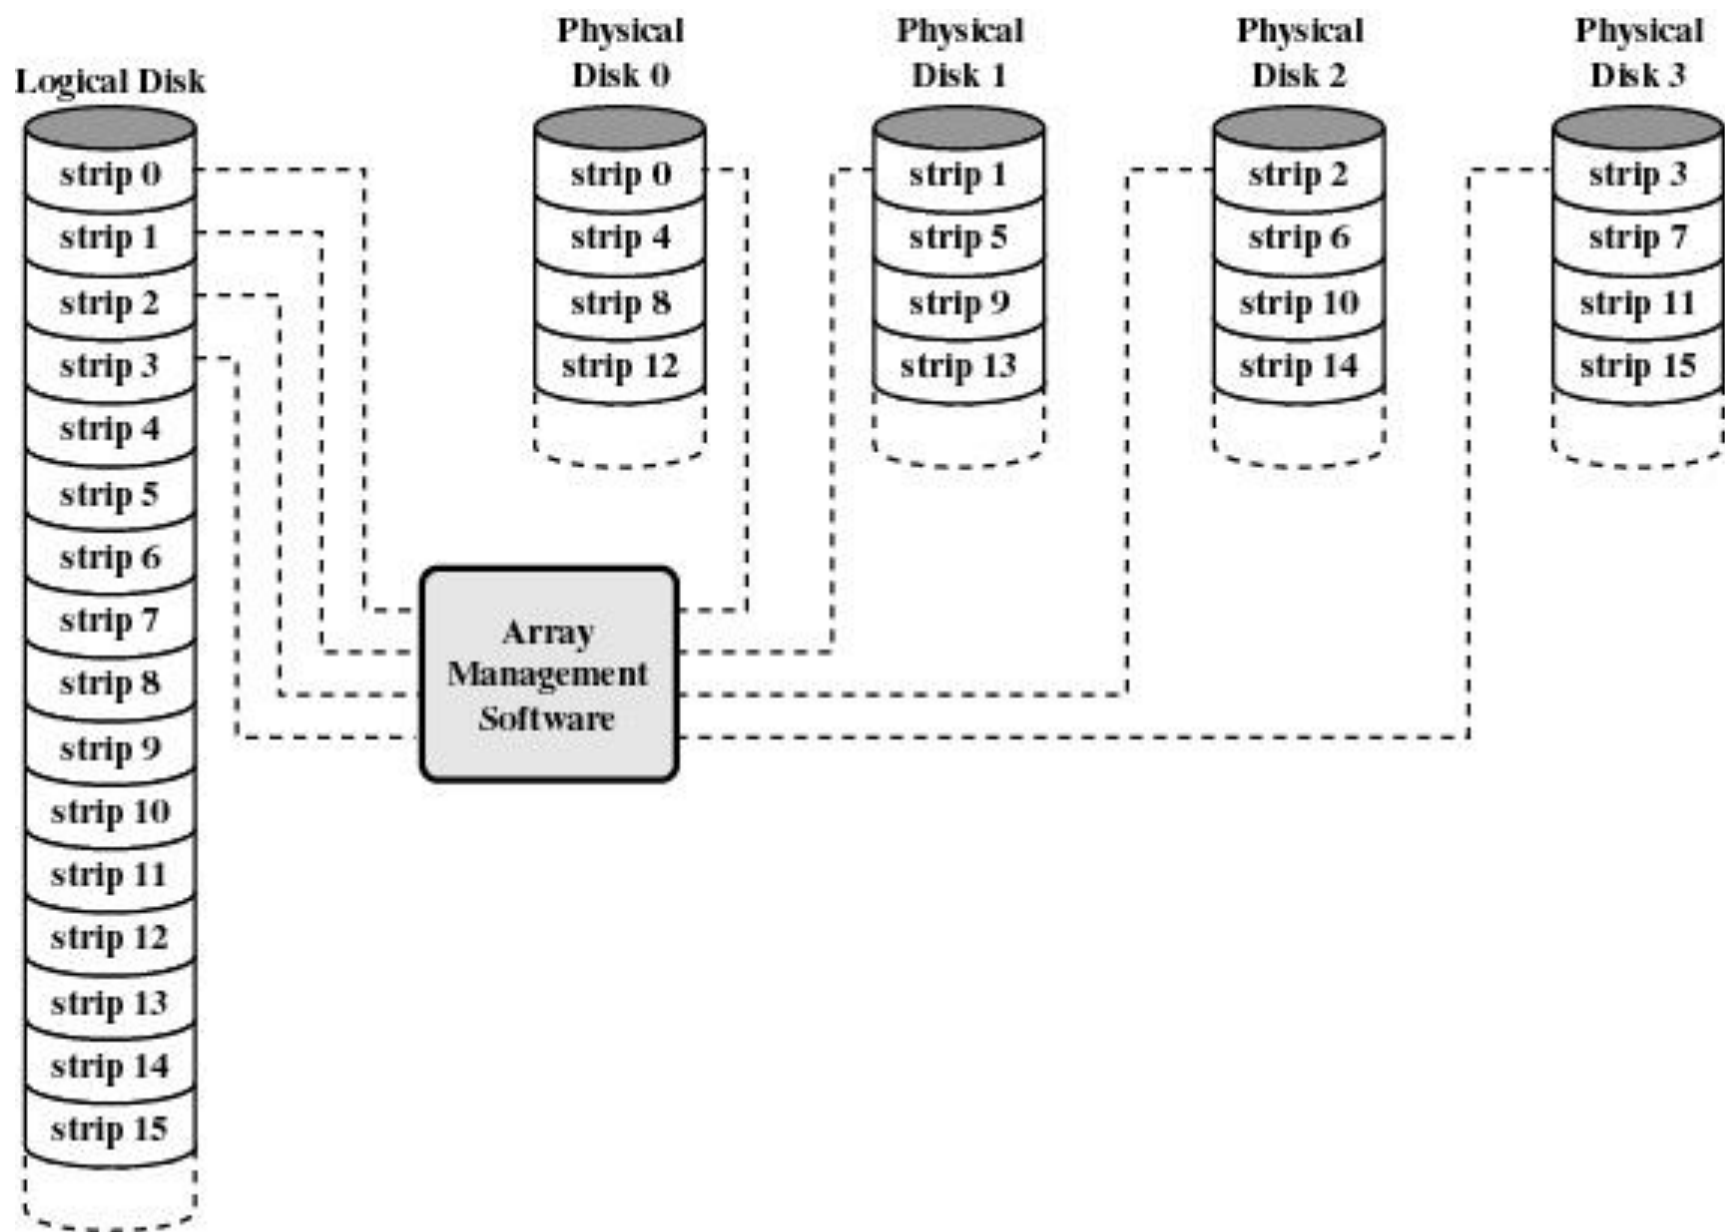 Logical Disk
strip 0
strip 1
strip 2
strip 3
strip 4
strip 5
strip 6
strip 7
strip 8
strip 9
strip 10
strip 11
strip 12
strip 13
strip 14
strip 15
Physical
Disk 0
strip 0
strip 4
strip 8
strip 12
Physical
Disk 1
strip 1
strip 5
strip 9
strip 13
Physical
Disk 2
strip 2
strip 6
strip 10
strip 14
Physical
Disk 3
strip 3
strip 7
strip 11
strip 15
Array
Management
Software